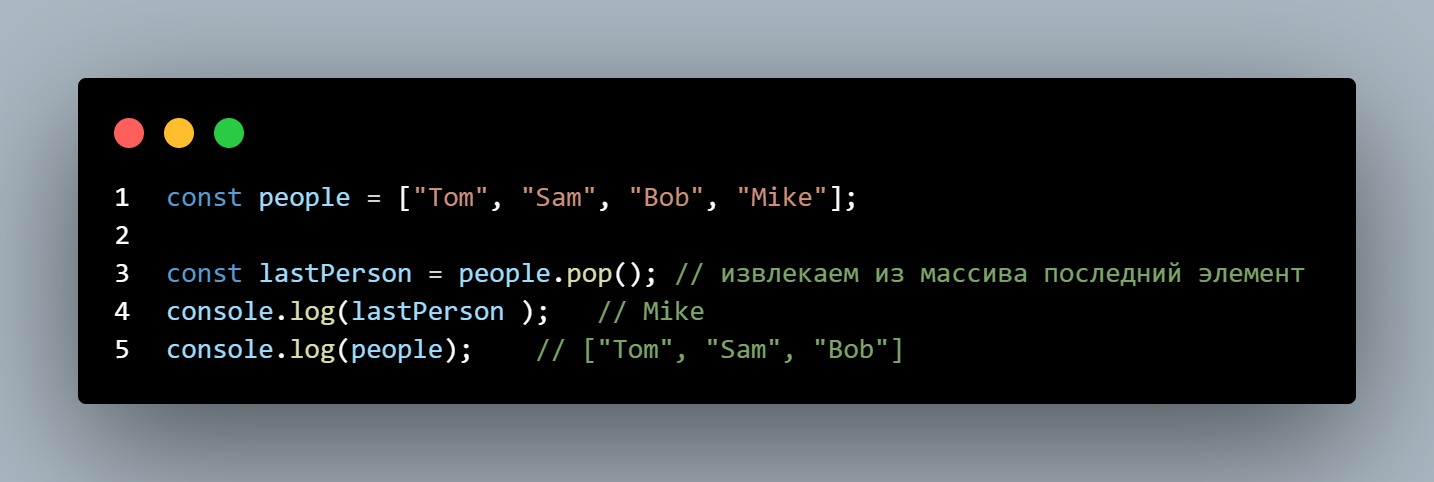 1 const people = ["Tom", "Sam", "Bob", "Mike"];
2
3 const lastPerson = people.pop(); // извлекаем из массива последний элемент
4 console.log(lastPerson );   // Mike
5 console.log(people);    // ["Tom", "Sam", "Bob"]